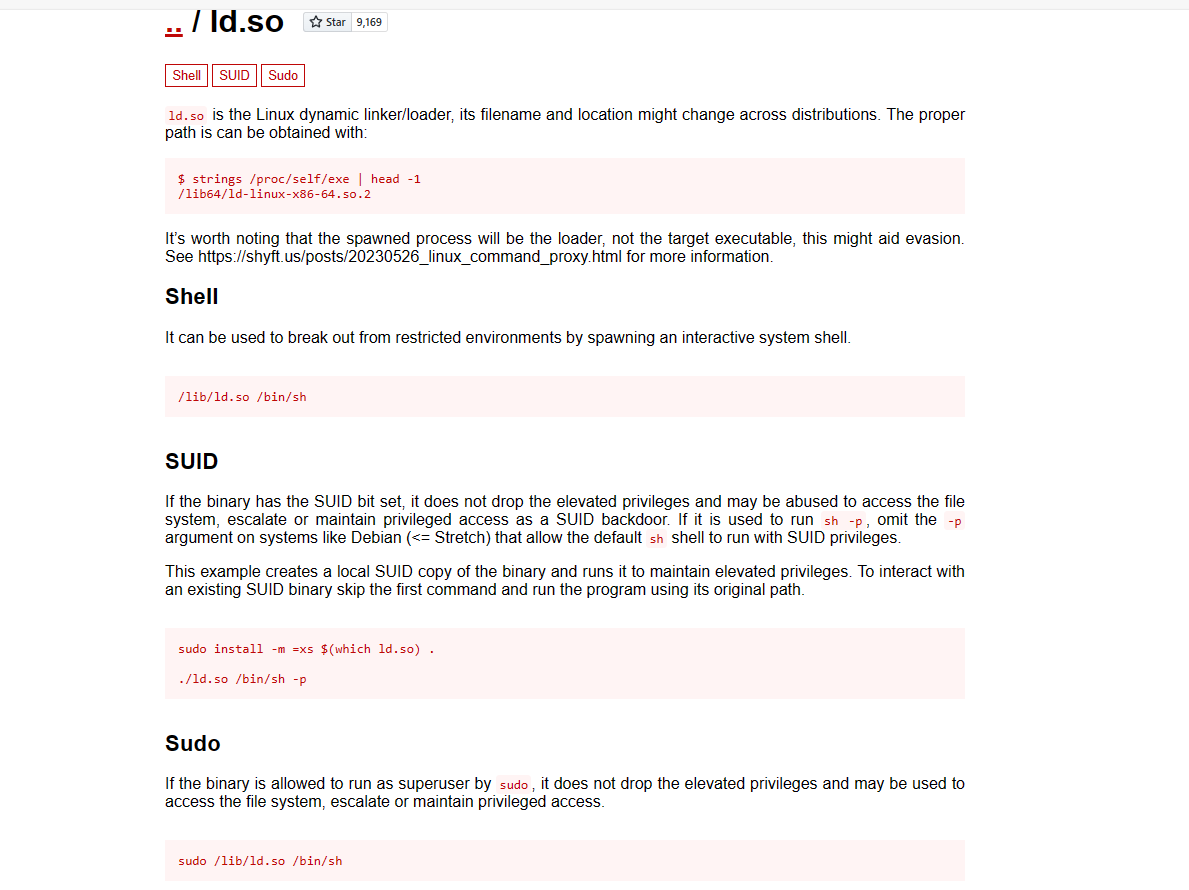 .. / ld.so Star 9,169
Shell SUID Sudo
ld.so is the Linux dynamic linker/loader, its filename and location might change across distributions. The proper
path is can be obtained with:
$ strings /proc/self/exe | head -1
/lib64/ld-linux-x86-64.so.2
It’s worth noting that the spawned process will be the loader, not the target executable, this might aid evasion.
See https://shyft.us/posts/20230526_linux_command_proxy.html for more information.
Shell
It can be used to break out from restricted environments by spawning an interactive system shell.
/lib/ld.so /bin/sh
SUID
If the binary has the SUID bit set, it does not drop the elevated privileges and may be abused to access the file
system, escalate or maintain privileged access as a SUID backdoor. If it is used to run sh -p, omit the -p
argument on systems like Debian (<= Stretch) that allow the default sh shell to run with SUID privileges.
This example creates a local SUID copy of the binary and runs it to maintain elevated privileges. To interact with
an existing SUID binary skip the first command and run the program using its original path.
sudo install -m =xs $(which ld.so) .
./ld.so /bin/sh -p
Sudo
If the binary is allowed to run as superuser by sudo, it does not drop the elevated privileges and may be used to
access the file system, escalate or maintain privileged access.
sudo /lib/ld.so /bin/sh